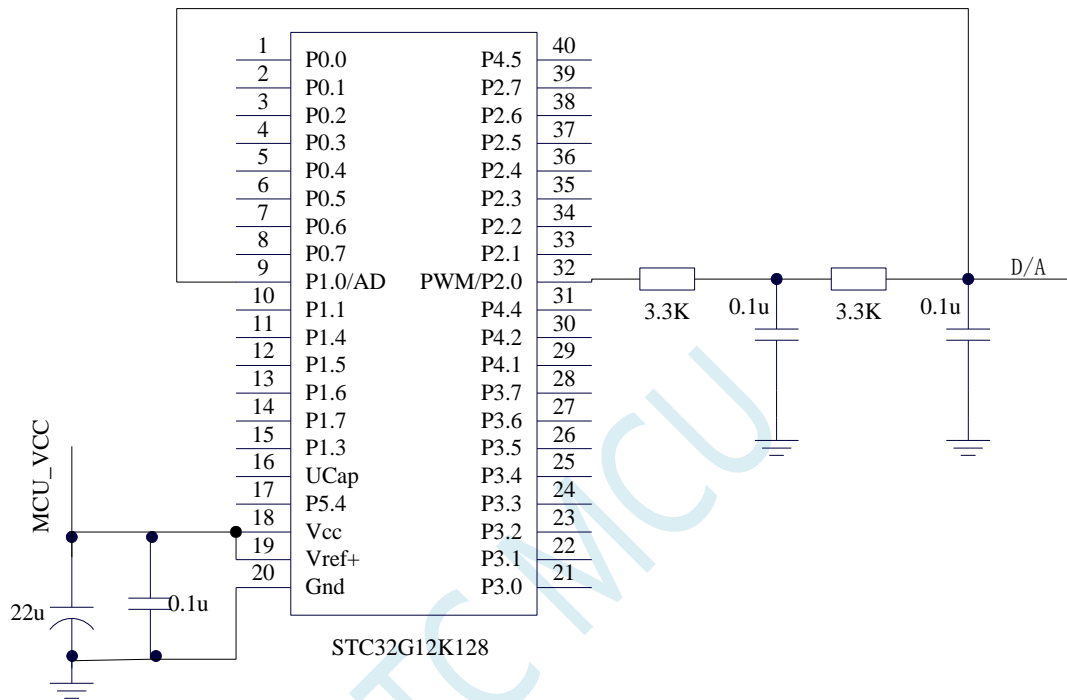 1 P0.0 P4.5 40
2 P0.1 P2.7 39
3 P0.2 P2.6 38
4 P0.3 P2.5 37
5 P0.4 P2.4 36
6 P0.5 P2.3 35
7 P0.6 P2.2 34
8 P0.7 P2.1 33
9 P1.0/AD PWM/P2.0 32
D/A
10 P1.1 P4.4 31
3.3K 0.1u 3.3K 0.1u
11 P1.4 P4.2 30
12 P1.5 P4.1 29
13 P1.6 P3.7 28
14 P1.7 P3.6 27
15 P1.3 P3.5 26
16 UCap P3.4 25
17 P5.4 P3.3 24
18 Vcc P3.2 23
19 Vref+ P3.1 22
20 Gnd P3.0 21
MCU_VCC
22u 0.1u
STC32G12K128
STC MCU